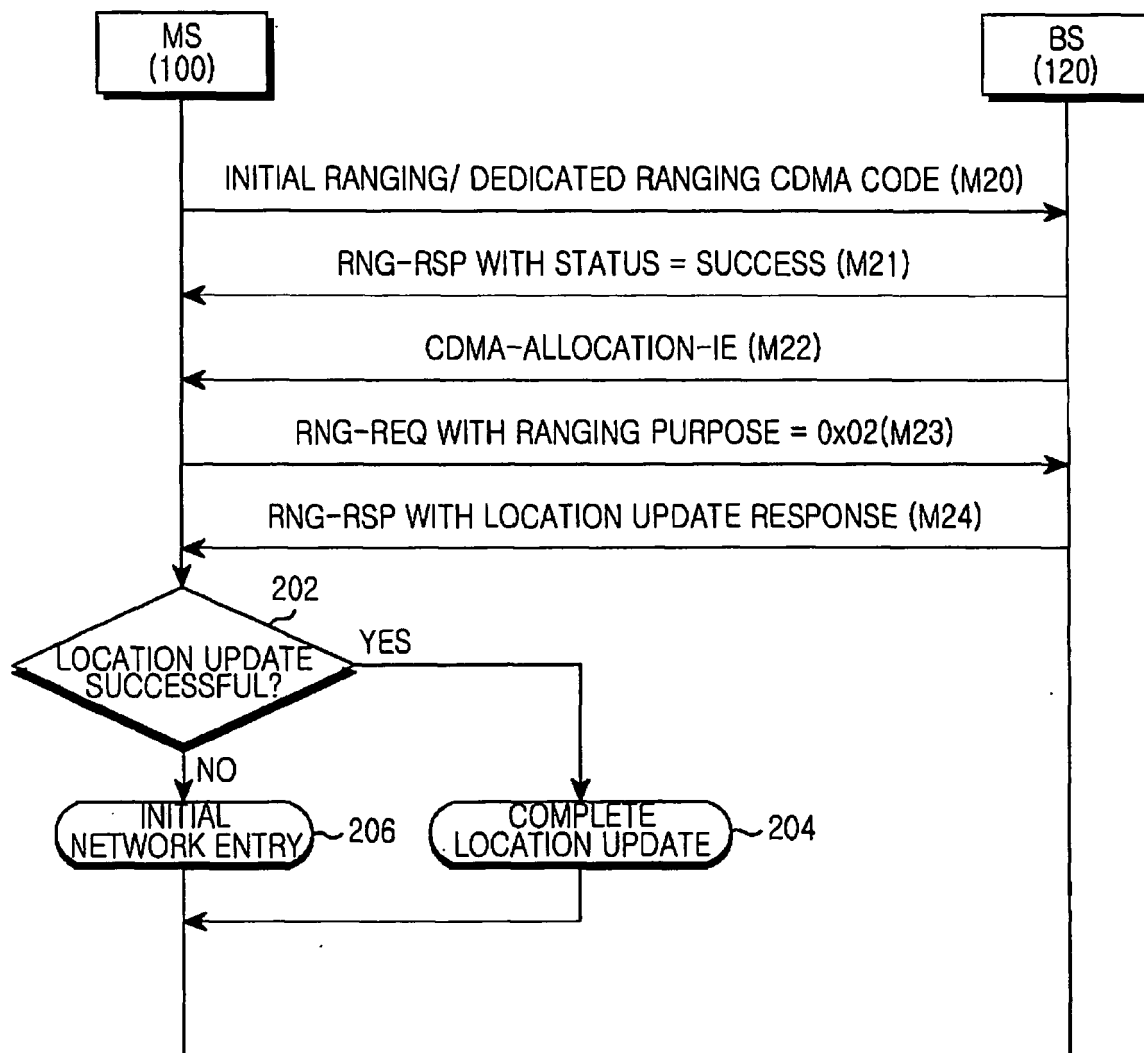 MS
(100)
BS
(120)
INITIAL RANGING/ DEDICATED RANGING CDMA CODE (M20)
RNG-RSP WITH STATUS = SUCCESS (M21)
CDMA-ALLOCATION-IE (M22)
RNG-REQ WITH RANGING PURPOSE = 0x02(M23)
RNG-RSP WITH LOCATION UPDATE RESPONSE (M24)
202
LOCATION UPDATE
SUCCESSFUL?
YES
NO
INITIAL
NETWORK ENTRY
206
COMPLETE
LOCATION UPDATE
204